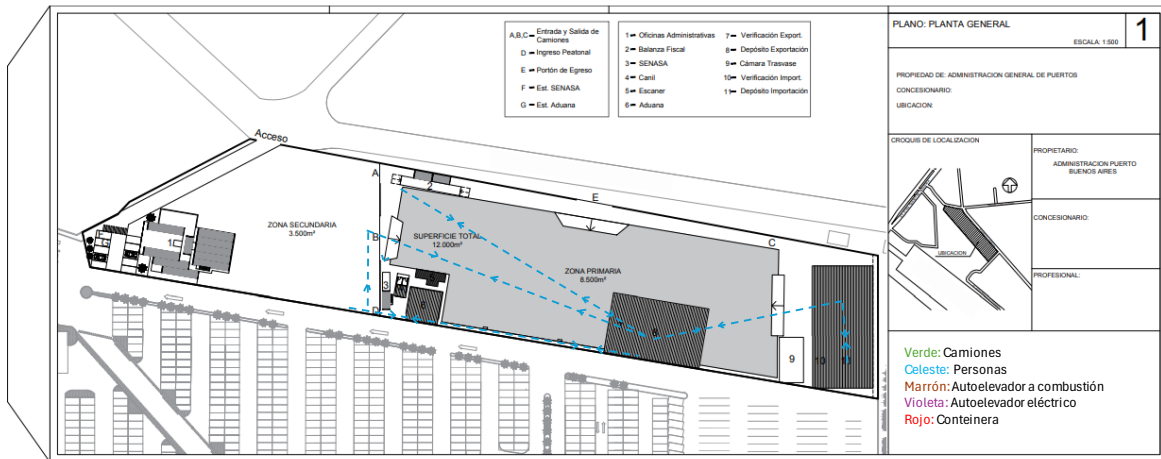 A,B,C Entrada y Salida de
Camiones
D Ingreso Peatonal
E Portón de Egreso
F Est. SENASA
G Est. Aduana
1 Oficinas Administrativas
2 Balanza Fiscal
3 SENASA
4 Canil
5 Escaner
6 Aduana
7 Verificación Export.
8 Depósito Exportación
9 Cámara Trasvase
10 Verificación Import.
11 Depósito Importación
PLANO: PLANTA GENERAL
ESCALA: 1:500
1
PROPIEDAD DE: ADMINISTRACION GENERAL DE PUERTOS
CONCESIONARIO:
UBICACION:
CROQUIS DE LOCALIZACION
UBICACION
PROPIETARIO:
ADMINISTRACION PUERTO
BUENOS AIRES
CONCESIONARIO:
PROFESIONAL:
Verde: Camiones
Celeste: Personas
Marrón: Autoelevador a combustión
Violeta: Autoelevador eléctrico
Rojo: Conteinera
Acceso
A
2
E
ZONA SECUNDARIA
3.500m²
B
SUPERFICIE TOTAL
12.000m²
C
ZONA PRIMARIA
8.500m²
1
3
6
8
9
10
11
D